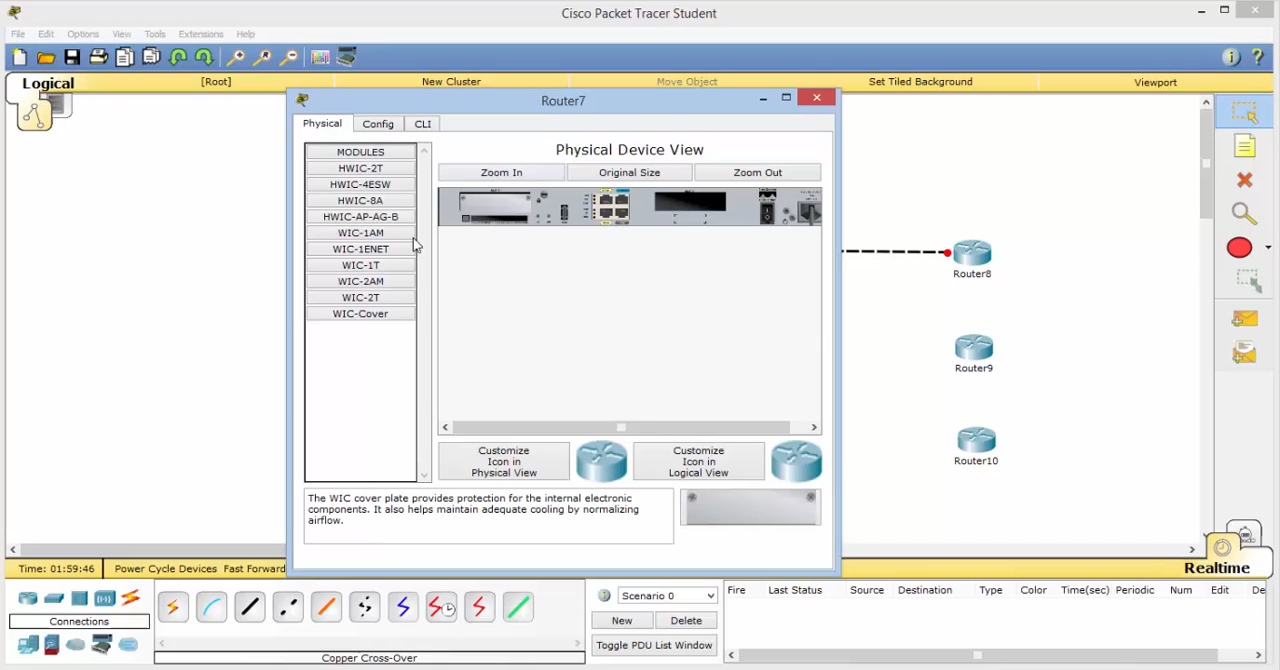 Cisco Packet Tracer Student
File Edit Options View Tools Extensions Help
Logical [Root] New Cluster Move Object Set Tiled Background Viewport
Router7
Physical Config CLI
MODULES
HWIC-2T
HWIC-4ESW
HWIC-8A
HWIC-AP-AG-B
WIC-1AM
WIC-1ENET
WIC-1T
WIC-2AM
WIC-2T
WIC-Cover
Physical Device View
Zoom In Original Size Zoom Out
Customize
Icon in
Physical View
Customize
Icon in
Logical View
The WIC cover plate provides protection for the internal electronic
components. It also helps maintain adequate cooling by normalizing
airflow.
Router8
Router9
Router10
Time: 01:59:46 Power Cycle Devices Fast Forward
Realtime
Connections
Copper Cross-Over
Scenario 0
New Delete
Toggle PDU List Window
Fire Last Status Source Destination Type Color Time(sec) Periodic Num Edit De